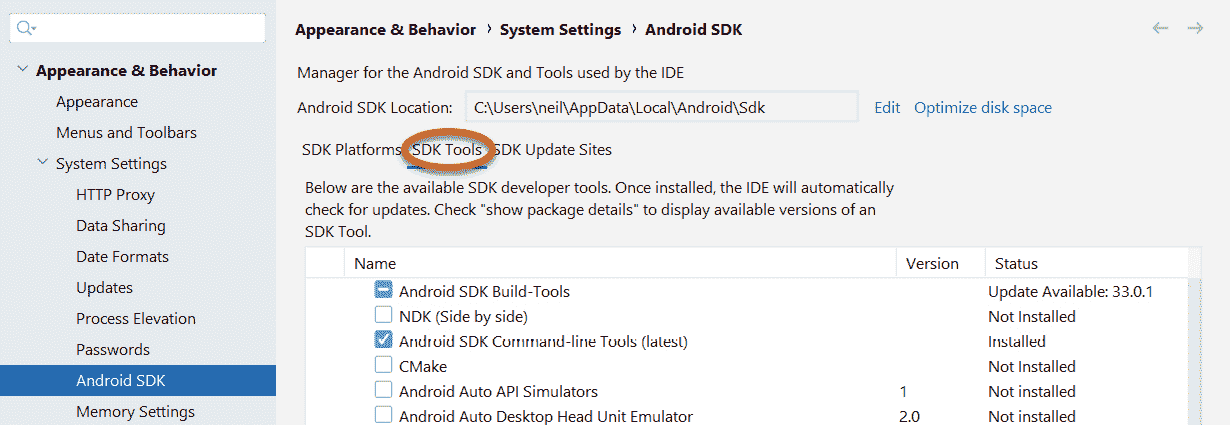 Appearance & Behavior › System Settings › Android SDK
Appearance & Behavior
Appearance
Menus and Toolbars
System Settings
HTTP Proxy
Data Sharing
Date Formats
Updates
Process Elevation
Passwords
Android SDK
Memory Settings
Manager for the Android SDK and Tools used by the IDE
Android SDK Location: C:\Users\neil\AppData\Local\Android\Sdk Edit Optimize disk space
SDK Platforms SDK Tools SDK Update Sites
Below are the available SDK developer tools. Once installed, the IDE will automatically
check for updates. Check "show package details" to display available versions of an
SDK Tool.
Name Version Status
Android SDK Build-Tools Update Available: 33.0.1
NDK (Side by side) Not Installed
Android SDK Command-line Tools (latest) Installed
CMake Not Installed
Android Auto API Simulators 1 Not installed
Android Auto Desktop Head Unit Emulator 2.0 Not installed